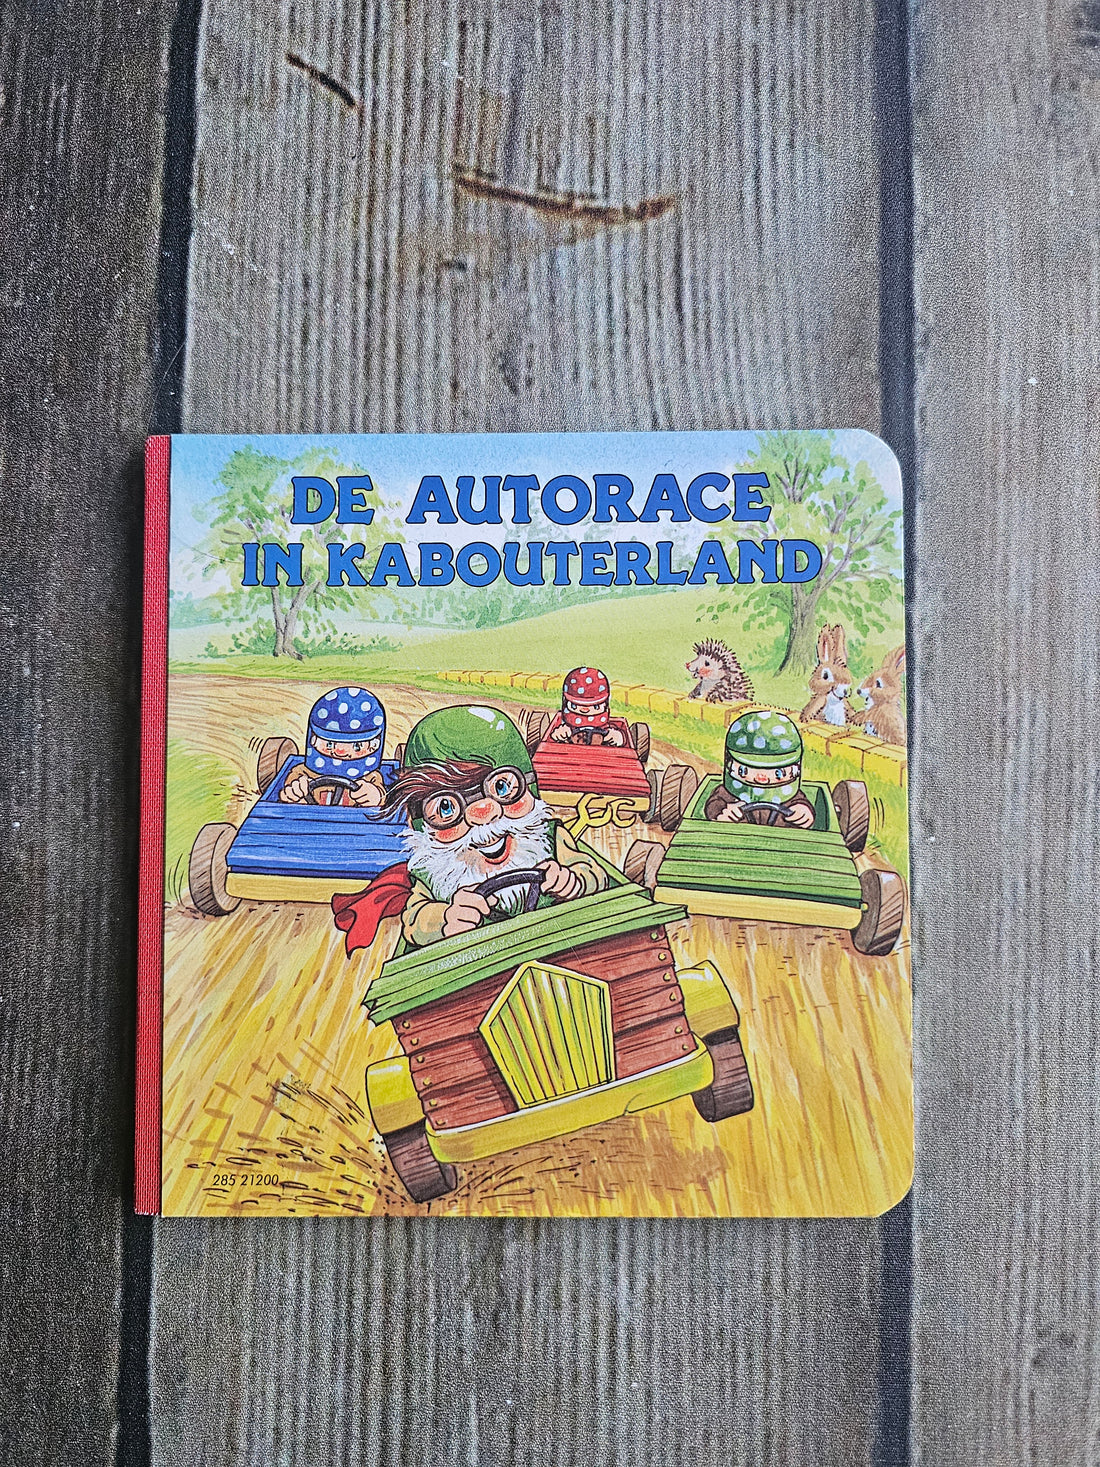 DE AUTORACE
IN KABOUTERLAND
285 21200